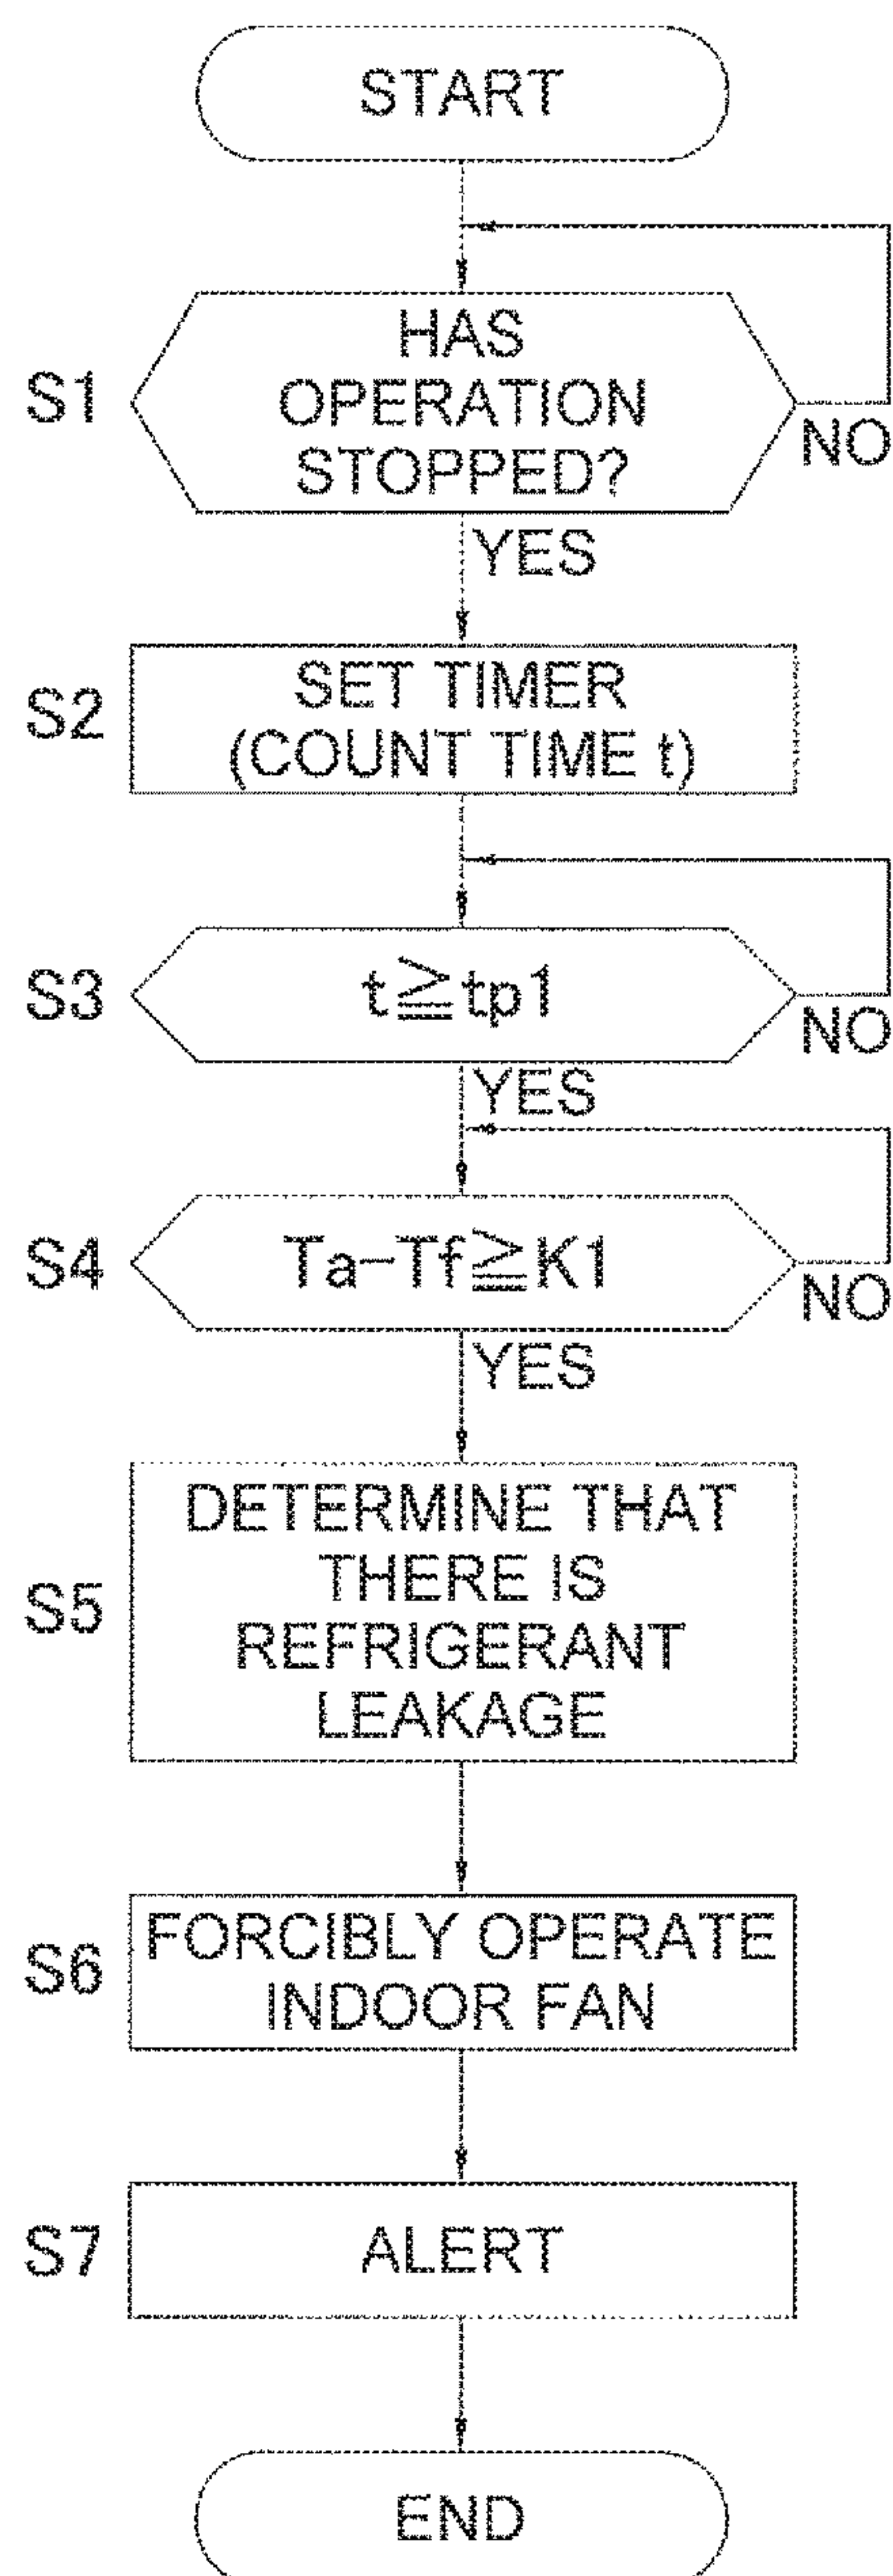 START
S1
HAS
OPERATION
STOPPED?
NO
YES
S2
SET TIMER
(COUNT TIME t)
S3
t≧tp1
NO
YES
S4
Ta−Tf≧K1
NO
YES
S5
DETERMINE THAT
THERE IS
REFRIGERANT
LEAKAGE
S6
FORCIBLY OPERATE
INDOOR FAN
S7
ALERT
END